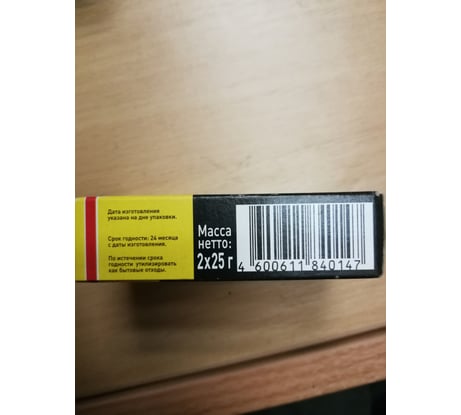 Дата изготовления
указана на дне упаковки.
Срок годности: 24 месяца
с даты изготовления.
По истечении срока
годности утилизировать
как бытовые отходы.
Масса
нетто:
2x25 г
4 600611 840147